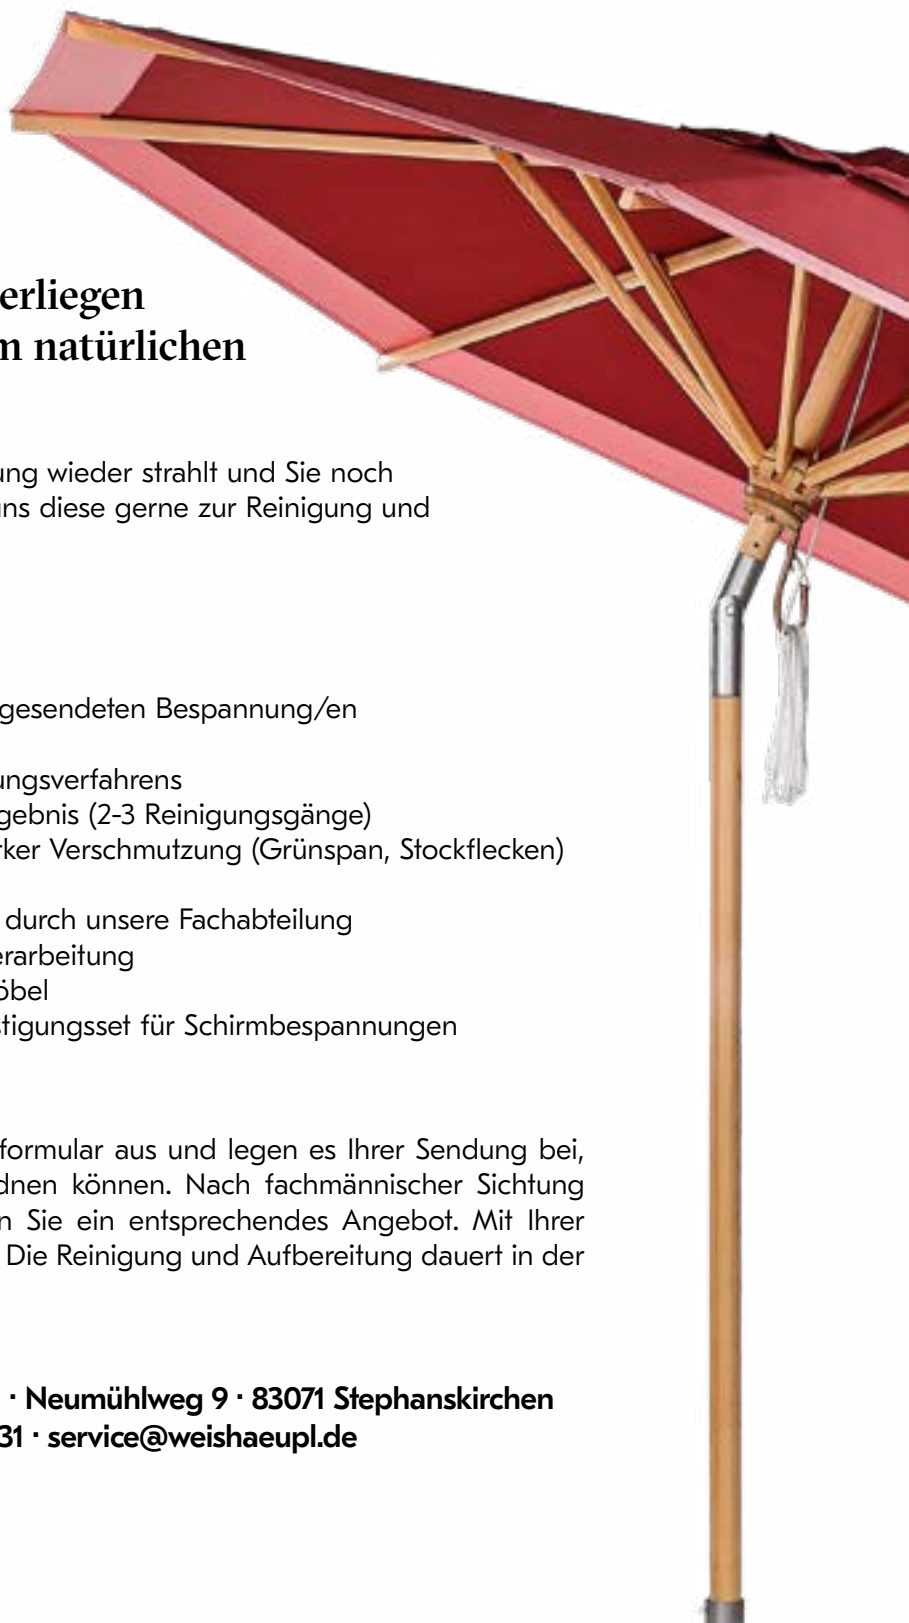 erliegen
m natürlichen
ung wieder strahlt und Sie noch
uns diese gerne zur Reinigung und
gesendeten Bespannung/en
ungsverfahrens
gebnis (2-3 Reinigungsgänge)
rker Verschmutzung (Grünspan, Stockflecken)
durch unsere Fachabteilung
erarbeitung
öbel
stigungsset für Schirmbespannungen
formular aus und legen es Ihrer Sendung bei,
dnen können. Nach fachmännischer Sichtung
n Sie ein entsprechendes Angebot. Mit Ihrer
Die Reinigung und Aufbereitung dauert in der
· Neumühlweg 9 · 83071 Stephanskirchen
31 · service@weishaeupl.de